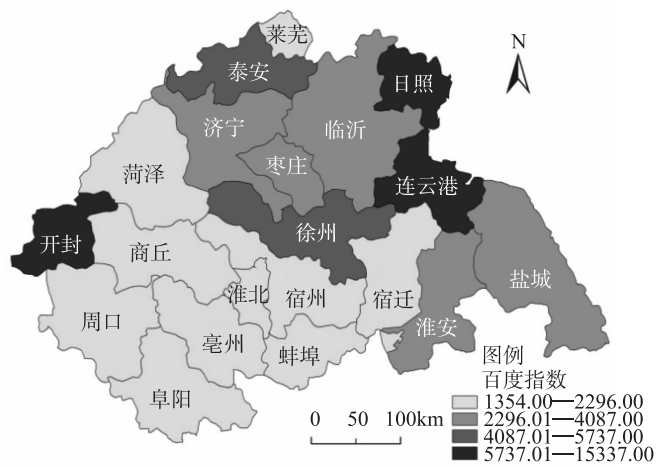 莱芜
N
泰安
日照
济宁
临沂
枣庄
菏泽
连云港
徐州
开封
商丘
盐城
淮北
宿州
宿迁
周口
亳州
蚌埠
淮安
阜阳
图例
百度指数
1354.00—2296.00
2296.01—4087.00
4087.01—5737.00
5737.01—15337.00
0 50 100km